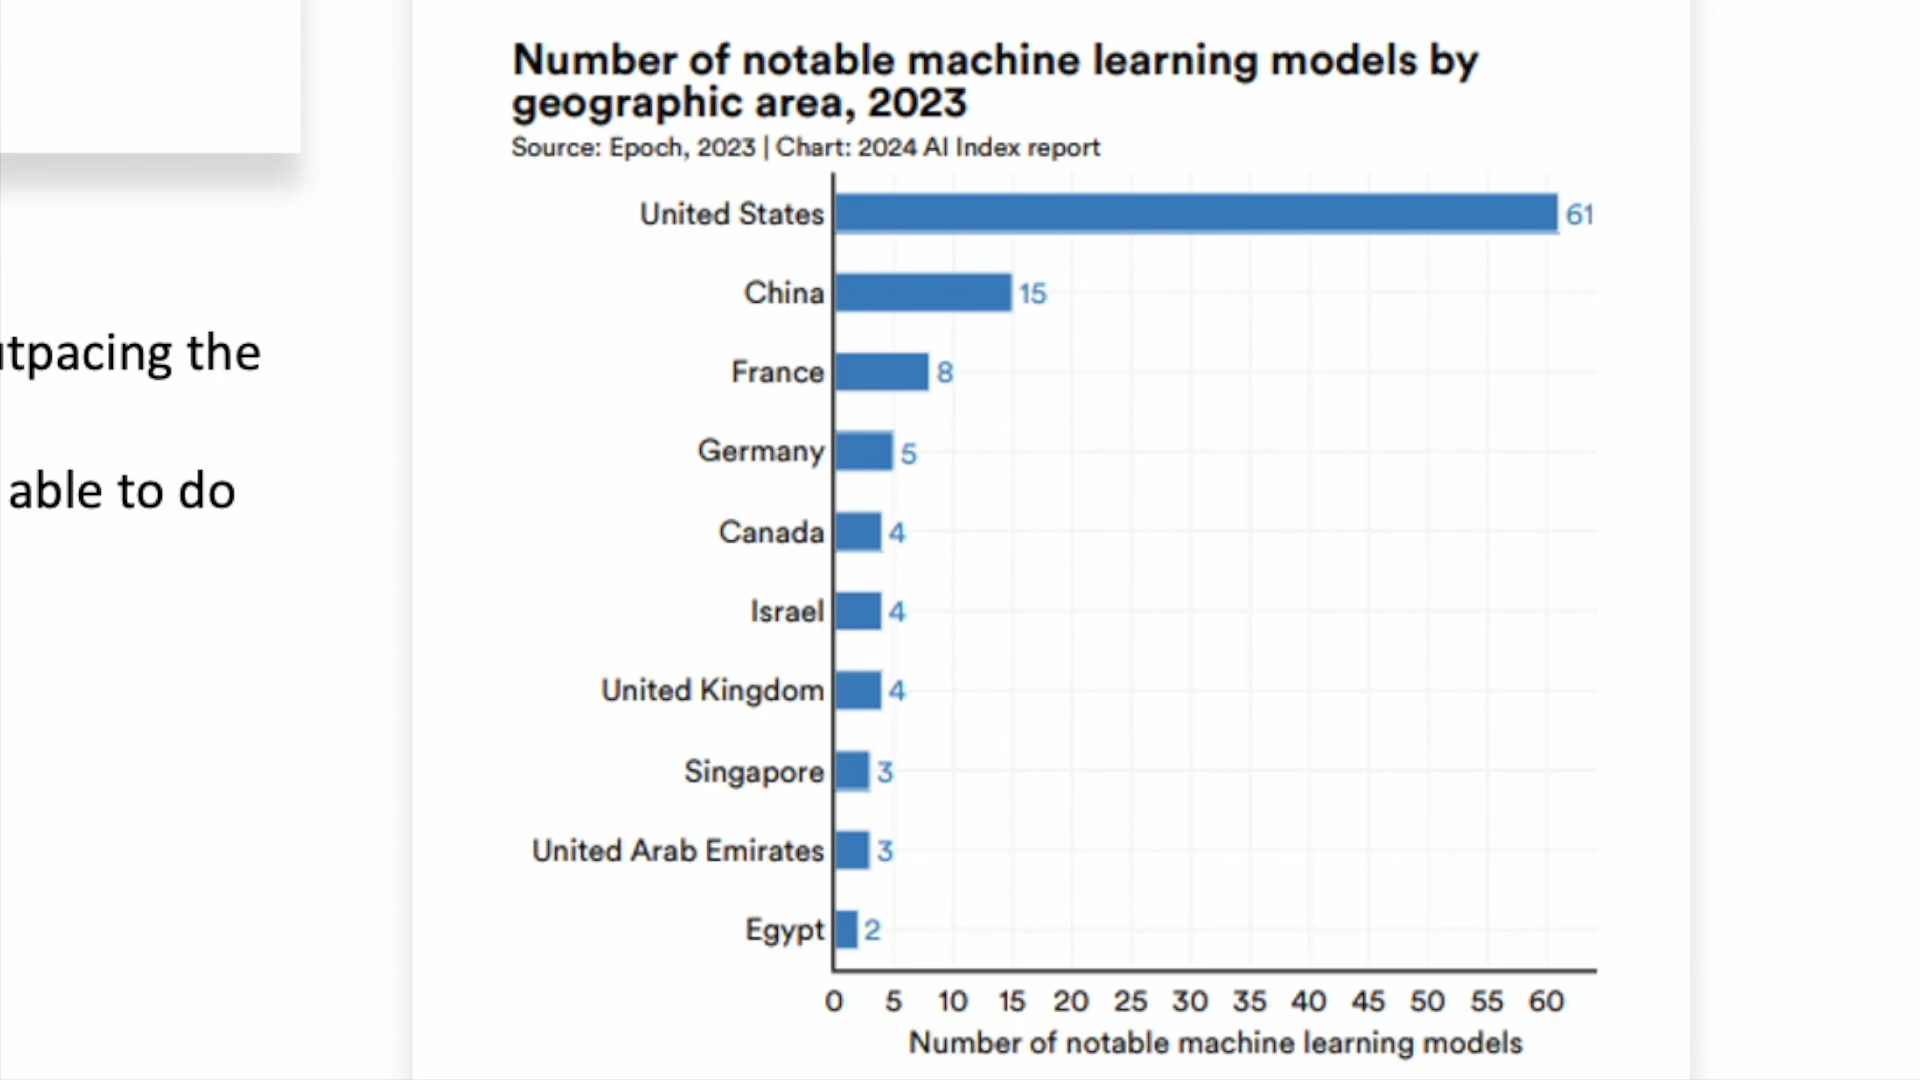 the
able to do
Number of notable machine learning models by
geographic area, 2023
Source: Epoch, 2023 | Chart: 2024 AI Index report
United States 61
China 15
France 8
Germany 5
Canada 4
Israel 4
United Kingdom 4
Singapore 3
United Arab Emirates 3
Egypt 2
0 5 10 15 20 25 30 35 40 45 50 55 60
Number of notable machine learning models